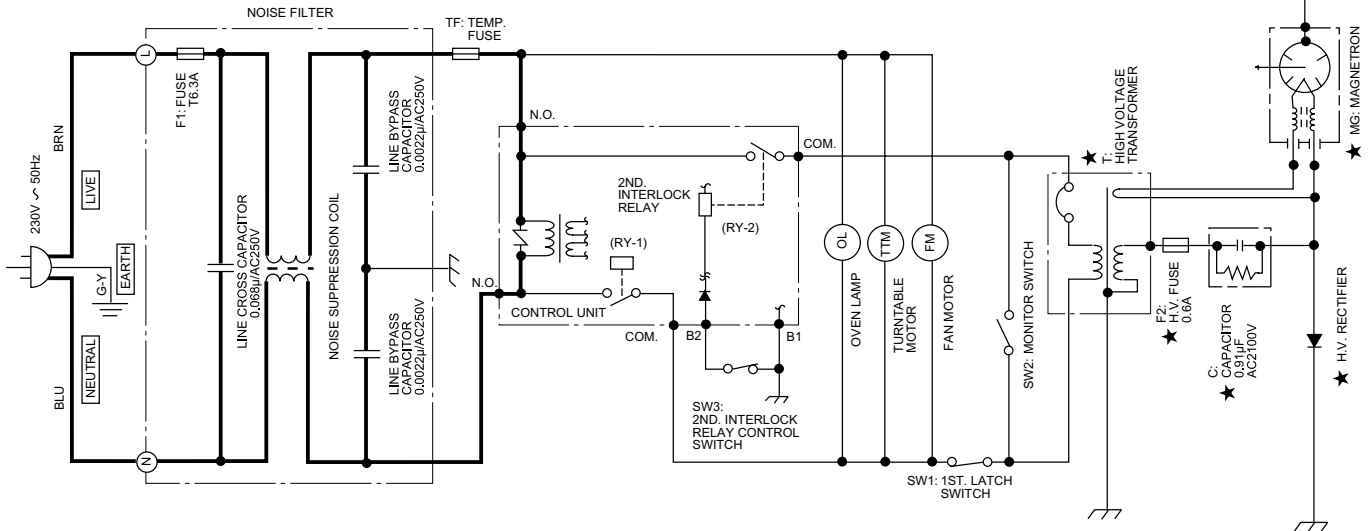 NOISE FILTER
TF: TEMP.
FUSE
230V ~ 50Hz
BRN
LIVE
G-Y
EARTH
NEUTRAL
BLU
L
N
F1: FUSE
T6.3A
LINE CROSS CAPACITOR
0.068µ/AC250V
NOISE SUPPRESSION COIL
LINE BYPASS
CAPACITOR
0.0022µ/AC250V
LINE BYPASS
CAPACITOR
0.0022µ/AC250V
N.O.
COM.
2ND.
INTERLOCK
RELAY
(RY-1)
(RY-2)
N.O.
CONTROL UNIT
COM.
B2
B1
SW3:
2ND. INTERLOCK
RELAY CONTROL
SWITCH
OL
TTM
FM
OVEN LAMP
TURNTABLE
MOTOR
FAN MOTOR
SW1: 1ST. LATCH
SWITCH
SW2: MONITOR SWITCH
★ T:
HIGH VOLTAGE
TRANSFORMER
★ F2:
H.V. FUSE
0.6A
★ C:
CAPACITOR
0.91µF
AC2100V
★ H.V. RECTIFIER
★ MG: MAGNETRON